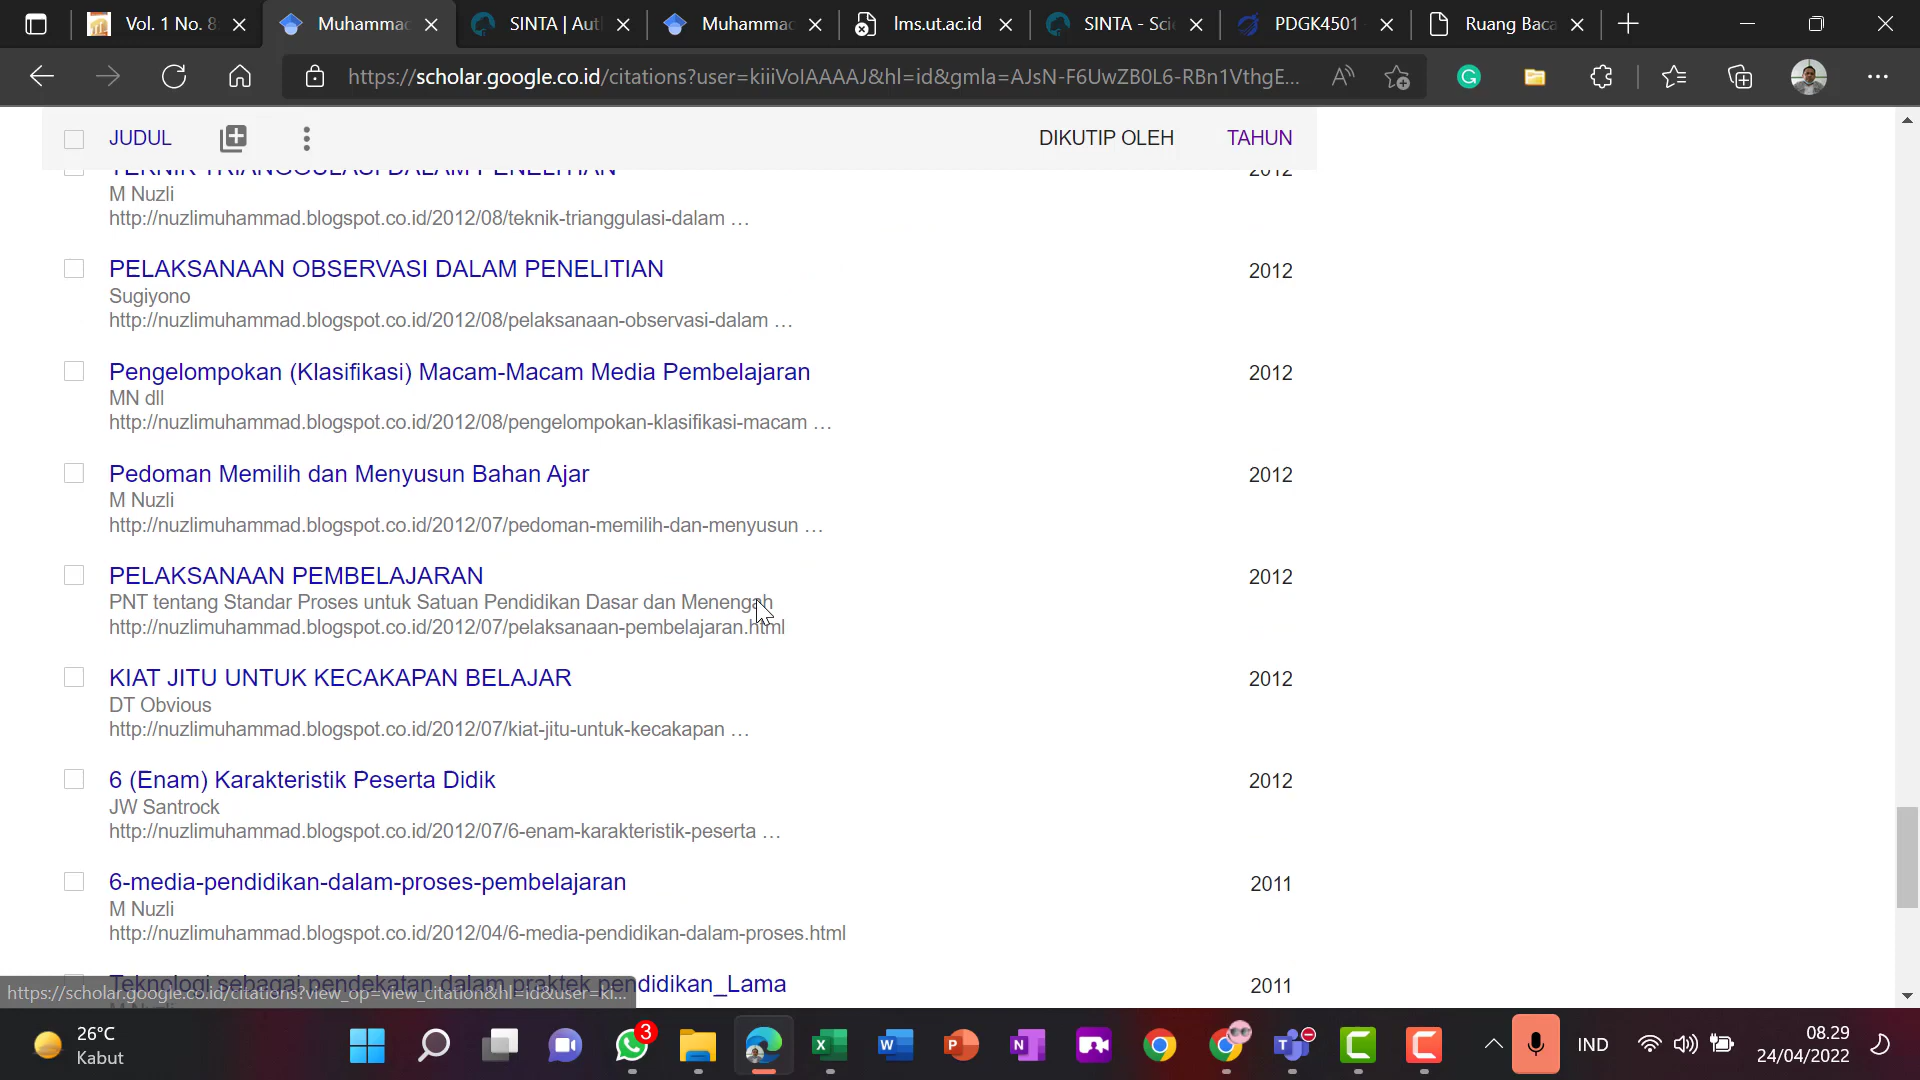 Vol. 1 No. 8
Muhammad
SINTA | Aut
Muhammad
lms.ut.ac.id
SINTA - Sci
PDGK4501
Ruang Baca
https://scholar.google.co.id/citations?user=kiiiVoIAAAAJ&hl=id&gmla=AJsN-F6UwZB0L6-RBn1VthgE...
JUDUL
DIKUTIP OLEH
TAHUN
TEKNIK TRIANGGULASI DALAM PENELITIAN
2012
M Nuzli
http://nuzlimuhammad.blogspot.co.id/2012/08/teknik-trianggulasi-dalam …
PELAKSANAAN OBSERVASI DALAM PENELITIAN
2012
Sugiyono
http://nuzlimuhammad.blogspot.co.id/2012/08/pelaksanaan-observasi-dalam …
Pengelompokan (Klasifikasi) Macam-Macam Media Pembelajaran
2012
MN dll
http://nuzlimuhammad.blogspot.co.id/2012/08/pengelompokan-klasifikasi-macam …
Pedoman Memilih dan Menyusun Bahan Ajar
2012
M Nuzli
http://nuzlimuhammad.blogspot.co.id/2012/07/pedoman-memilih-dan-menyusun …
PELAKSANAAN PEMBELAJARAN
2012
PNT tentang Standar Proses untuk Satuan Pendidikan Dasar dan Menengah
http://nuzlimuhammad.blogspot.co.id/2012/07/pelaksanaan-pembelajaran.html
KIAT JITU UNTUK KECAKAPAN BELAJAR
2012
DT Obvious
http://nuzlimuhammad.blogspot.co.id/2012/07/kiat-jitu-untuk-kecakapan …
6 (Enam) Karakteristik Peserta Didik
2012
JW Santrock
http://nuzlimuhammad.blogspot.co.id/2012/07/6-enam-karakteristik-peserta …
6-media-pendidikan-dalam-proses-pembelajaran
2011
M Nuzli
http://nuzlimuhammad.blogspot.co.id/2012/04/6-media-pendidikan-dalam-proses.html
Teknologi sebagai pendekatan dalam praktek pendidikan_Lama
2011
https://scholar.google.co.id/citations?view_op=view_citation&hl=id&user=ki...
26°C
Kabut
3
IND
08.29
24/04/2022